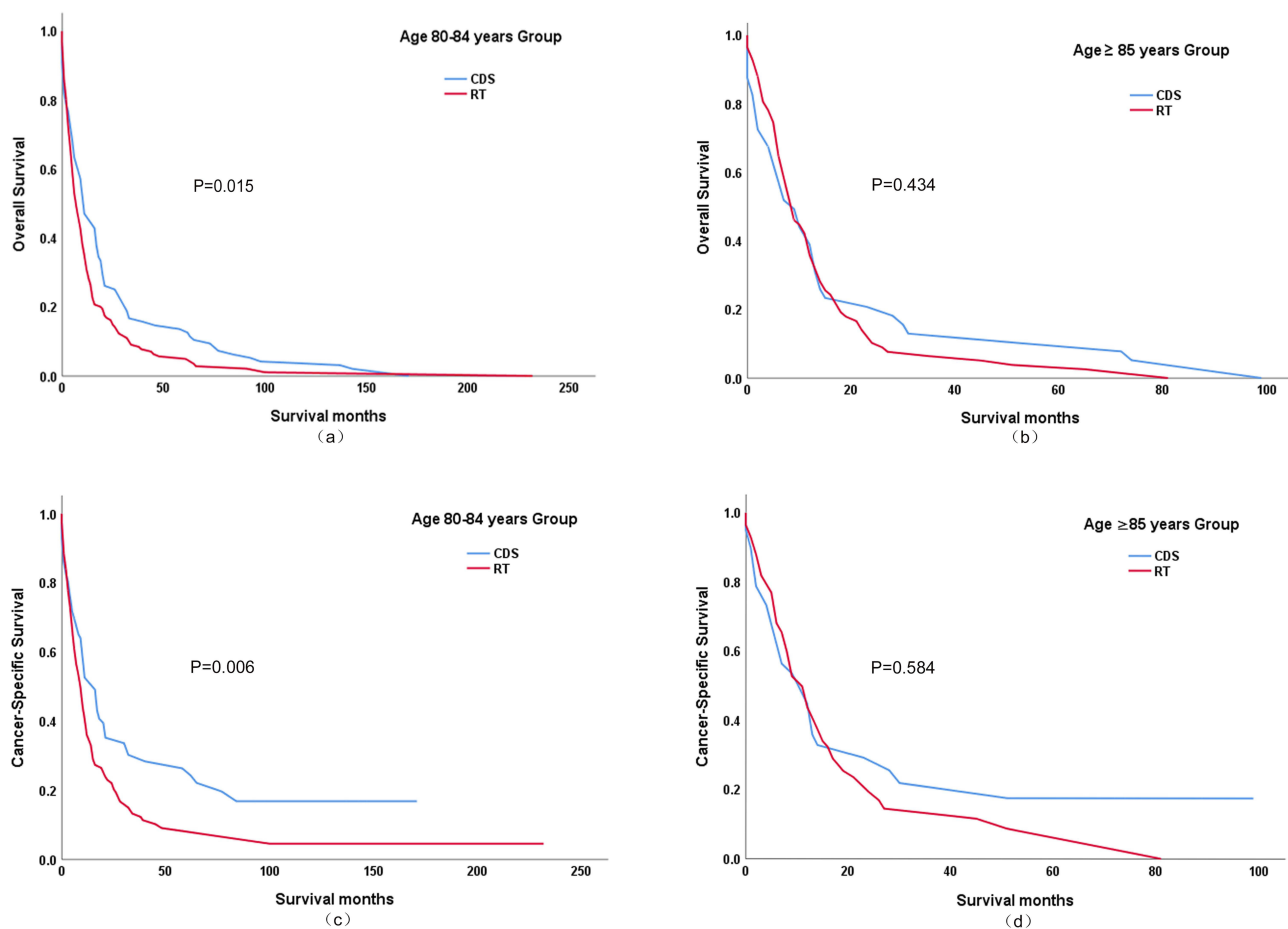 Age 80-84 years Group
CDS
RT
P=0.015
Overall Survival
1.0
0.8
0.6
0.4
0.2
0.0
0 50 100 150 200 250
Survival months
（a）
Age ≥ 85 years Group
CDS
RT
P=0.434
Overall Survival
1.0
0.8
0.6
0.4
0.2
0.0
0 20 40 60 80 100
Survival months
（b）
Age 80-84 years Group
CDS
RT
P=0.006
Cancer-Specific Survival
1.0
0.8
0.6
0.4
0.2
0.0
0 50 100 150 200 250
Survival months
（c）
Age ≥85 years Group
CDS
RT
P=0.584
Cancer-Specific Survival
1.0
0.8
0.6
0.4
0.2
0.0
0 20 40 60 80 100
Survival months
（d）